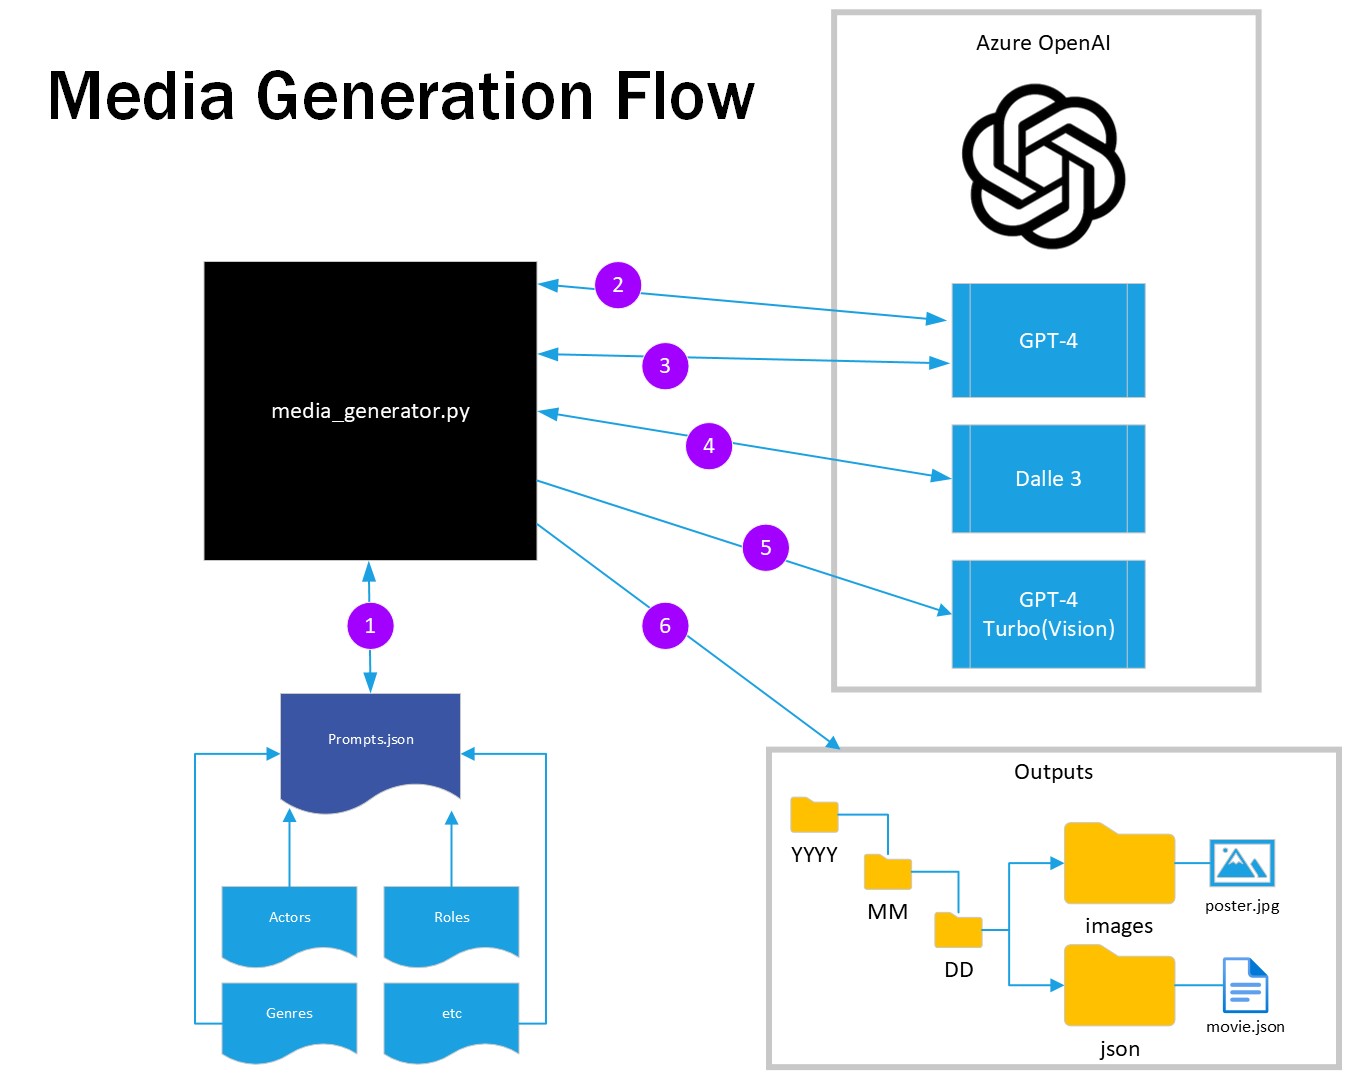 Media Generation Flow
Azure OpenAI
media_generator.py
2
3
4
5
6
1
GPT-4
Dalle 3
GPT-4
Turbo(Vision)
Prompts.json
Actors
Roles
Genres
etc
Outputs
YYYY
MM
DD
images
poster.jpg
json
movie.json